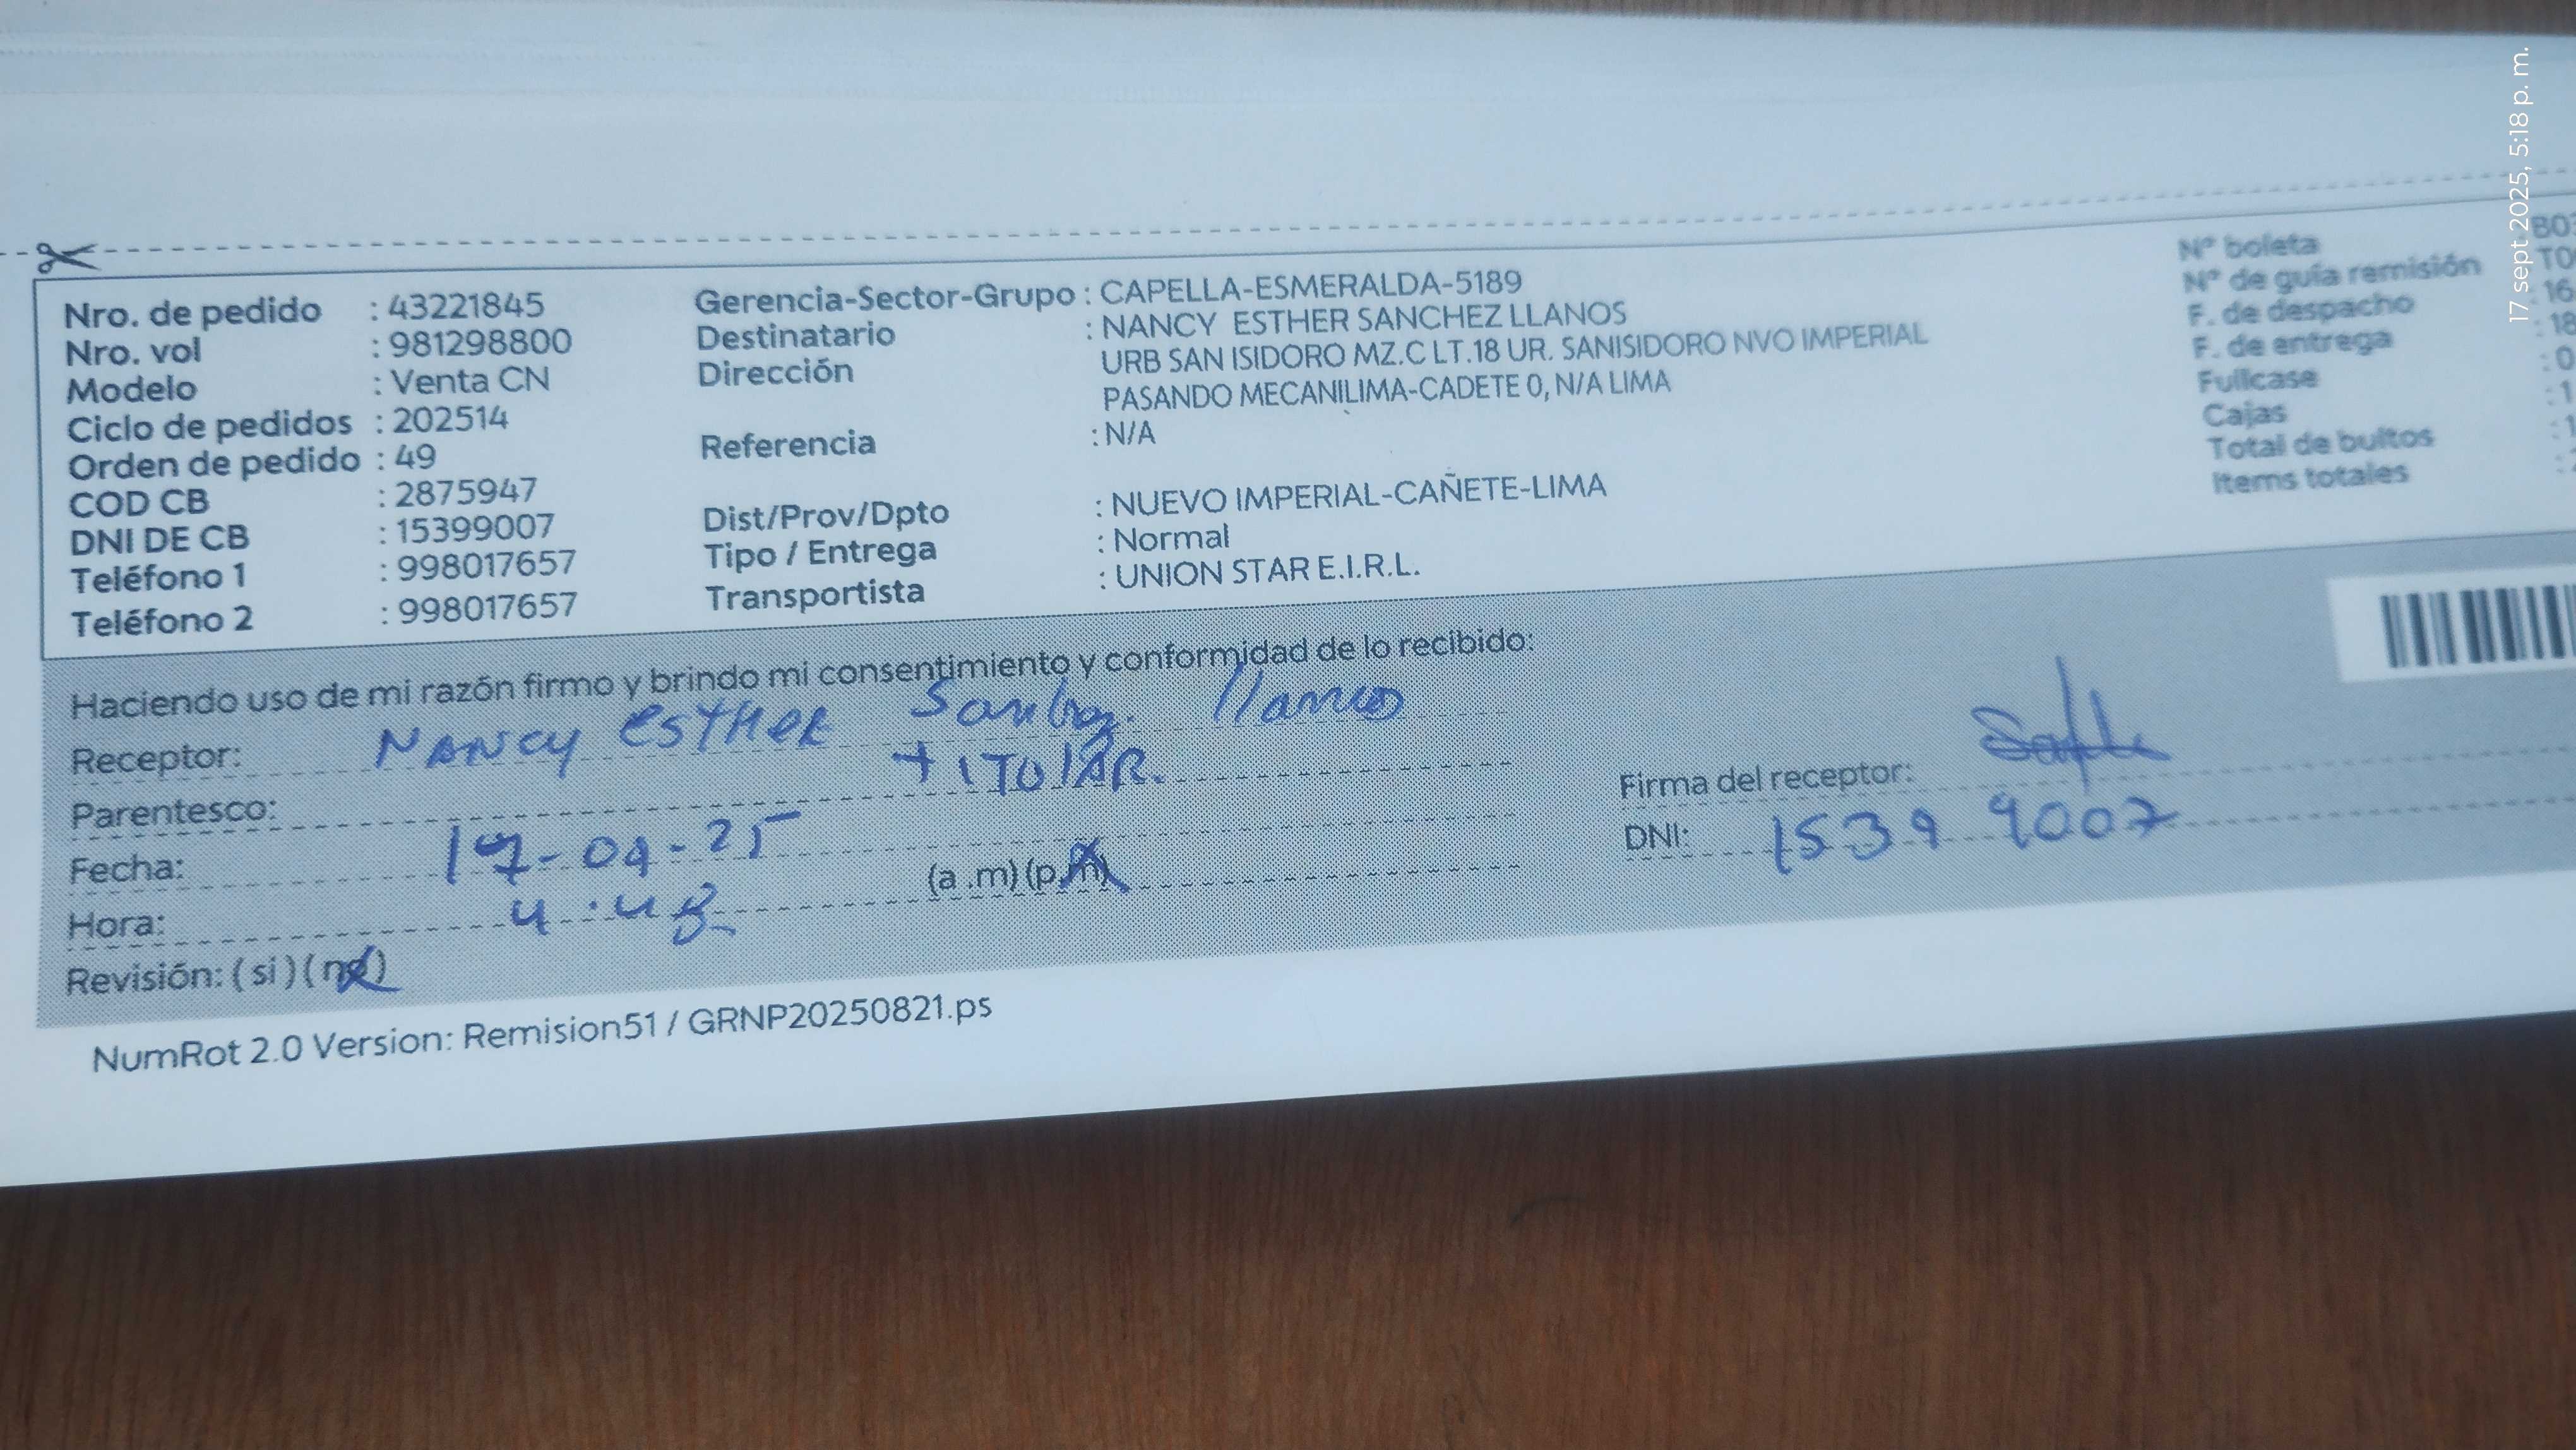 17 sept 2025, 5:18 p. m.
Nro. de pedido : 43221845
Nro. vol : 981298800
Modelo : Venta CN
Ciclo de pedidos : 202514
Orden de pedido : 49
COD CB : 2875947
DNI DE CB : 15399007
Teléfono 1 : 998017657
Teléfono 2 : 998017657
Gerencia-Sector-Grupo : CAPELLA-ESMERALDA-5189
Destinatario : NANCY ESTHER SANCHEZ LLANOS
Dirección URB SAN ISIDORO MZ.C LT.18 UR. SANISIDORO NVO IMPERIAL
PASANDO MECANILIMA-CADETE 0, N/A LIMA
Referencia : N/A
Dist/Prov/Dpto : NUEVO IMPERIAL-CAÑETE-LIMA
Tipo / Entrega : Normal
Transportista : UNION STAR E.I.R.L.
N° boleta
N° de guía remisión
F. de despacho : 16
F. de entrega : 18
Fullcase
Cajas
Total de bultos
Items totales
Haciendo uso de mi razón firmo y brindo mi consentimiento y conformidad de lo recibido:
Receptor: NANCY ESTHER llanos
Parentesco: TITULAR.
Fecha: 17-09-25
Hora: 4:48 (a .m) (p.m)
Revisión: (si) (no)
Firma del receptor:
DNI: 15399007
NumRot 2.0 Version: Remision51 / GRNP20250821.ps